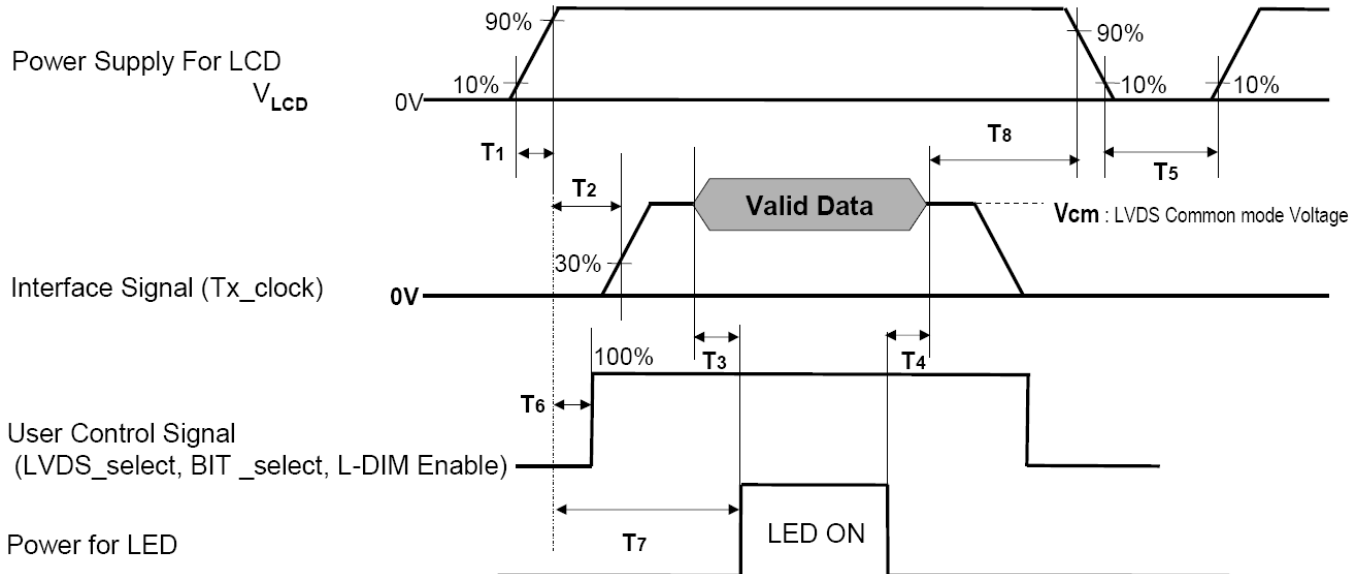 90%
90%
Power Supply For LCD
VLCD
10%
10%
10%
0V
T1
T8
T5
T2
Valid Data
Vcm : LVDS Common mode Voltage
30%
Interface Signal (Tx_clock)
0V
100%
T3
T4
T6
User Control Signal
(LVDS_select, BIT _select, L-DIM Enable)
T7
LED ON
Power for LED